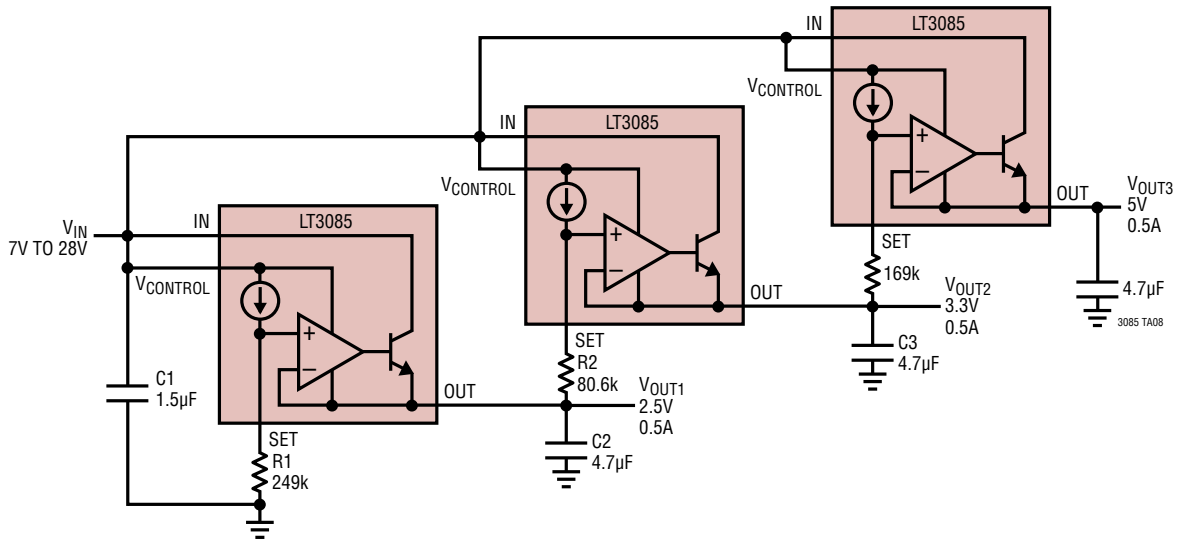 IN
LT3085
VCONTROL
OUT
VOUT3
5V
0.5A
SET
169k
4.7µF
3085 TA08
IN
LT3085
VCONTROL
OUT
VOUT2
3.3V
0.5A
SET
R2
80.6k
C3
4.7µF
VIN
7V TO 28V
IN
LT3085
VCONTROL
OUT
VOUT1
2.5V
0.5A
C1
1.5µF
SET
R1
249k
C2
4.7µF
+
–
+
–
+
–